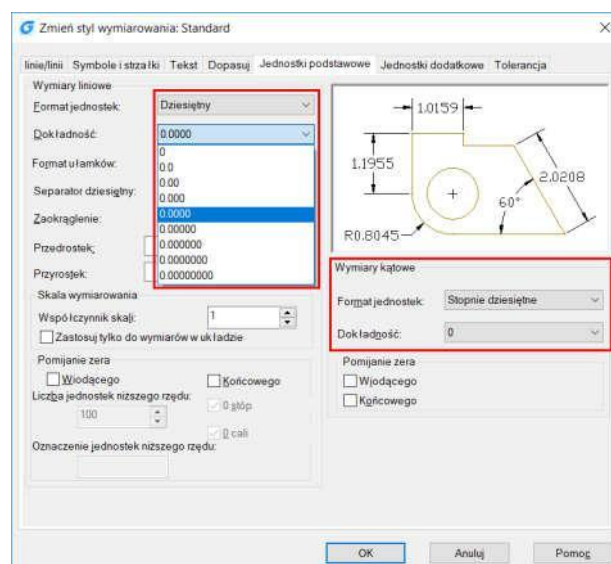 Zmień styl wymiarowania: Standard
linie/linii Symbole i strzałki Tekst Dopasuj Jednostki podstawowe Jednostki dodatkowe Tolerancja
Wymiary liniowe
Format jednostek:
Dziesiętny
Dokładność:
0.0000
0
0.0
0.00
0.000
0.0000
0.00000
0.000000
0.0000000
0.00000000
Format ułamków:
Separator dziesiętny:
Zaokrąglenie:
Przedrostek:
Przyrostek:
Skala wymiarowania
Współczynnik skali:
1
Zastosuj tylko do wymiarów w układzie
Pomijanie zera
Wiodącego
Końcowego
Liczba jednostek niższego rzędu:
0 stóp
100
0 cali
Oznaczenie jednostek niższego rzędu:
1.0159
1.1955
2.0208
60°
R0.8045
Wymiary kątowe
Format jednostek:
Stopnie dziesiętne
Dokładność:
0
Pomijanie zera
Wiodącego
Końcowego
OK Anuluj Pomoc